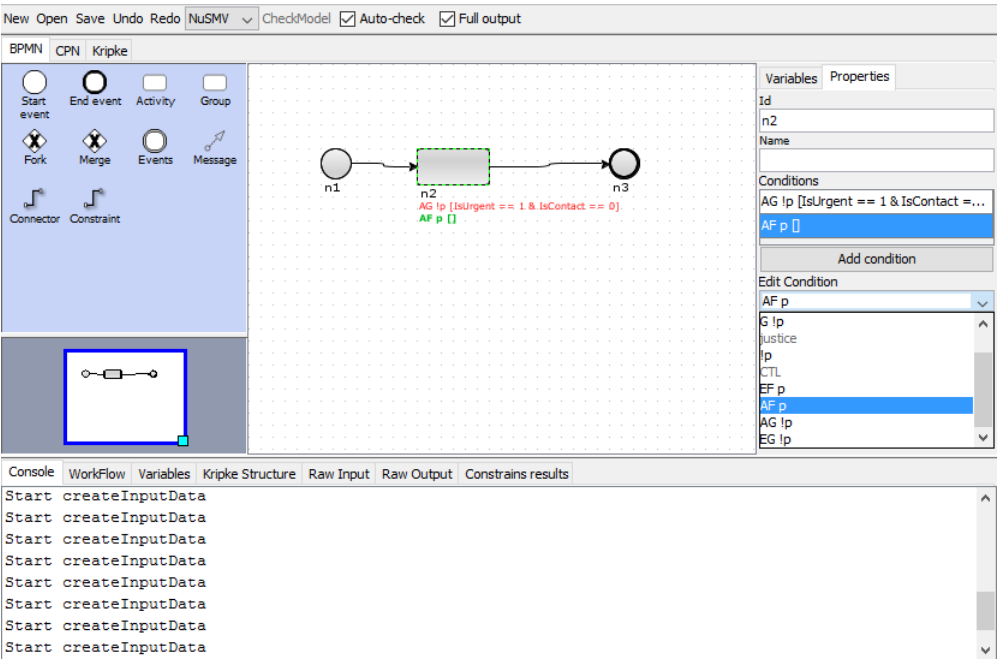 New Open Save Undo Redo NuSMV CheckModel Auto-check Full output
BPMN CPN Kripke
Start event
End event
Activity
Group
Fork
Merge
Events
Message
Connector
Constraint
n1
n2
n3
AG !p [IsUrgent == 1 & IsContact == 0]
AF p []
Variables Properties
Id
n2
Name
Conditions
AG !p [IsUrgent == 1 & IsContact =...
AF p []
Add condition
Edit Condition
AF p
G !p
justice
!p
CTL
EF p
AF p
AG !p
EG !p
Console WorkFlow Variables Kripke Structure Raw Input Raw Output Constrains results
Start createInputData
Start createInputData
Start createInputData
Start createInputData
Start createInputData
Start createInputData
Start createInputData
Start createInputData